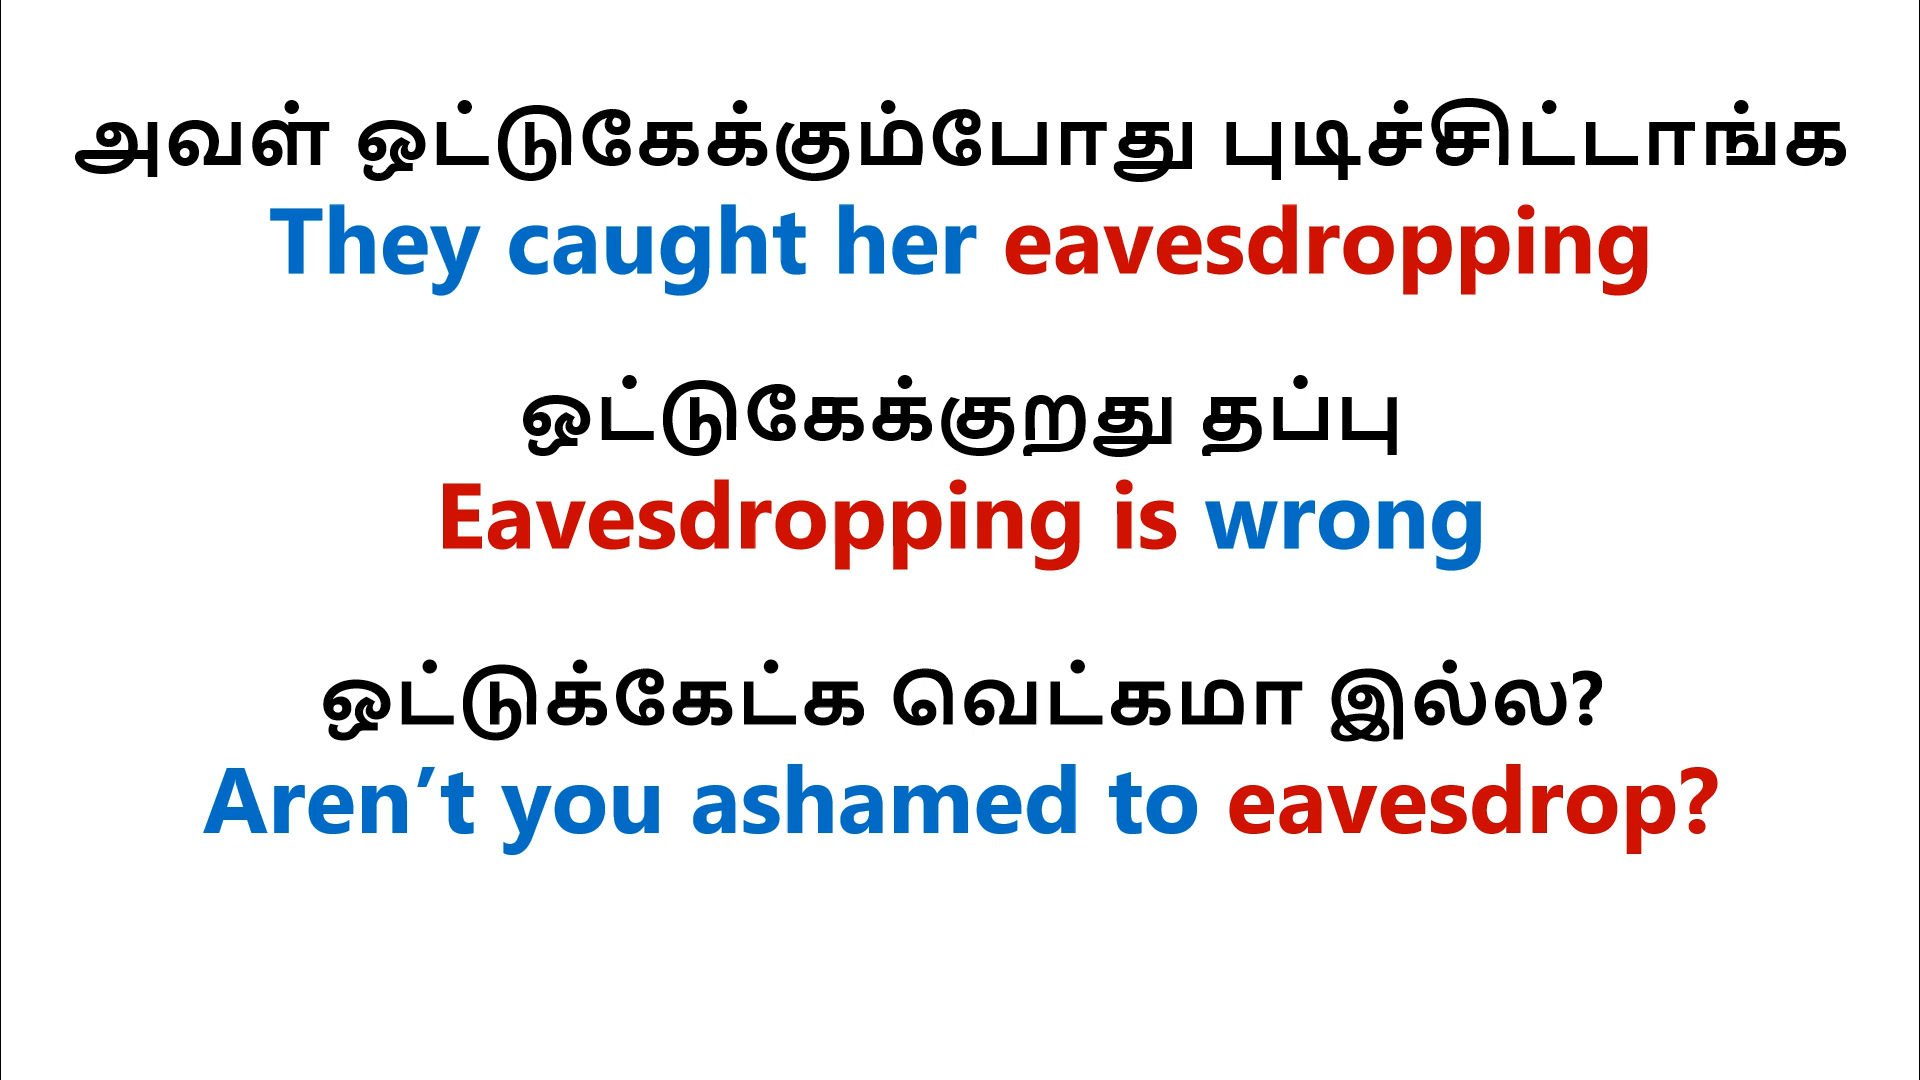 அவள் ஒட்டுகேக்கும்போது புடிச்சிட்டாங்க
They caught her eavesdropping
ஒட்டுகேக்குறது தப்பு
Eavesdropping is wrong
ஒட்டுக்கேட்க வெட்கமா இல்ல?
Aren’t you ashamed to eavesdrop?